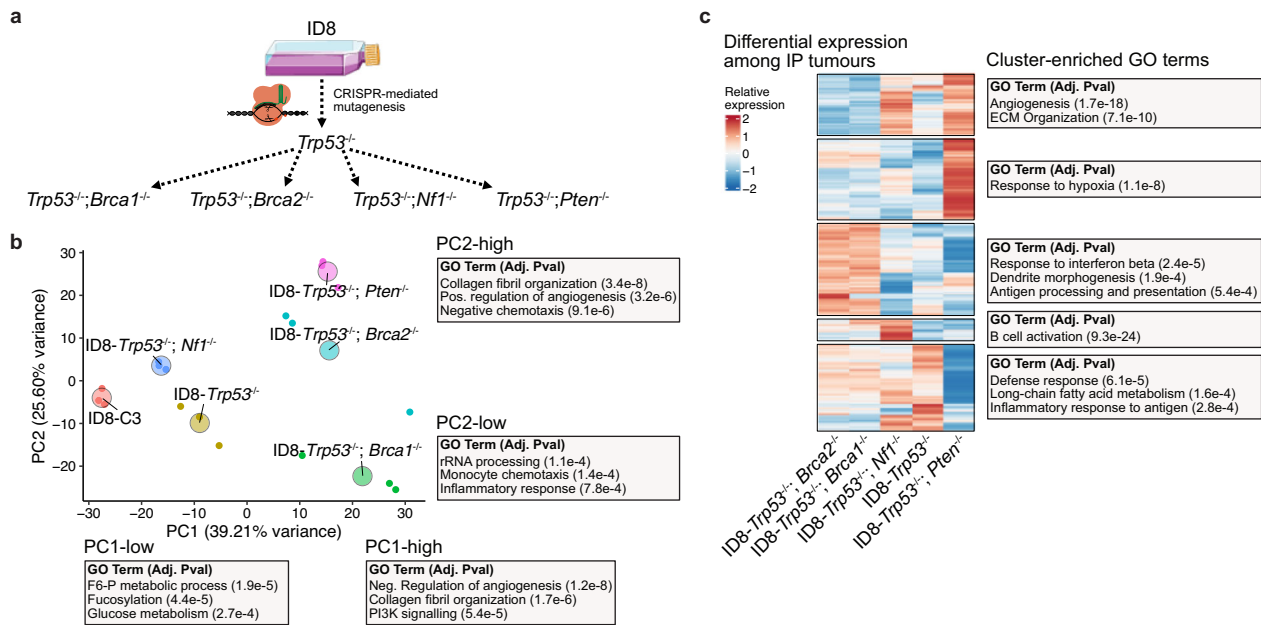 a
ID8
CRISPR-mediated
mutagenesis
Trp53-/-
Trp53-/-;Brca1-/-
Trp53-/-;Brca2-/-
Trp53-/-;Nf1-/-
Trp53-/-;Pten-/-
b
30
20
10
0
−10
−20
PC2 (25.60% variance)
−30
−20
−10
0
10
20
30
PC1 (39.21% variance)
ID8-Trp53-/-; Pten-/-
ID8-Trp53-/-; Brca2-/-
ID8-Trp53-/-; Nf1-/-
ID8-Trp53-/-
ID8-C3
ID8-Trp53-/-; Brca1-/-
PC2-high
GO Term (Adj. Pval)
Collagen fibril organization (3.4e-8)
Pos. regulation of angiogenesis (3.2e-6)
Negative chemotaxis (9.1e-6)
PC2-low
GO Term (Adj. Pval)
rRNA processing (1.1e-4)
Monocyte chemotaxis (1.4e-4)
Inflammatory response (7.8e-4)
PC1-low
GO Term (Adj. Pval)
F6-P metabolic process (1.9e-5)
Fucosylation (4.4e-5)
Glucose metabolism (2.7e-4)
PC1-high
GO Term (Adj. Pval)
Neg. Regulation of angiogenesis (1.2e-8)
Collagen fibril organization (1.7e-6)
PI3K signalling (5.4e-5)
c
Differential expression
among IP tumours
Relative
expression
2
1
0
−1
−2
Cluster-enriched GO terms
GO Term (Adj. Pval)
Angiogenesis (1.7e-18)
ECM Organization (7.1e-10)
GO Term (Adj. Pval)
Response to hypoxia (1.1e-8)
GO Term (Adj. Pval)
Response to interferon beta (2.4e-5)
Dendrite morphogenesis (1.9e-4)
Antigen processing and presentation (5.4e-4)
GO Term (Adj. Pval)
B cell activation (9.3e-24)
GO Term (Adj. Pval)
Defense response (6.1e-5)
Long-chain fatty acid metabolism (1.6e-4)
Inflammatory response to antigen (2.8e-4)
ID8-Trp53-/-; Brca2-/-
ID8-Trp53-/-; Brca1-/-
ID8-Trp53-/-; Nf1-/-
ID8-Trp53-/-
ID8-Trp53-/-; Pten-/-